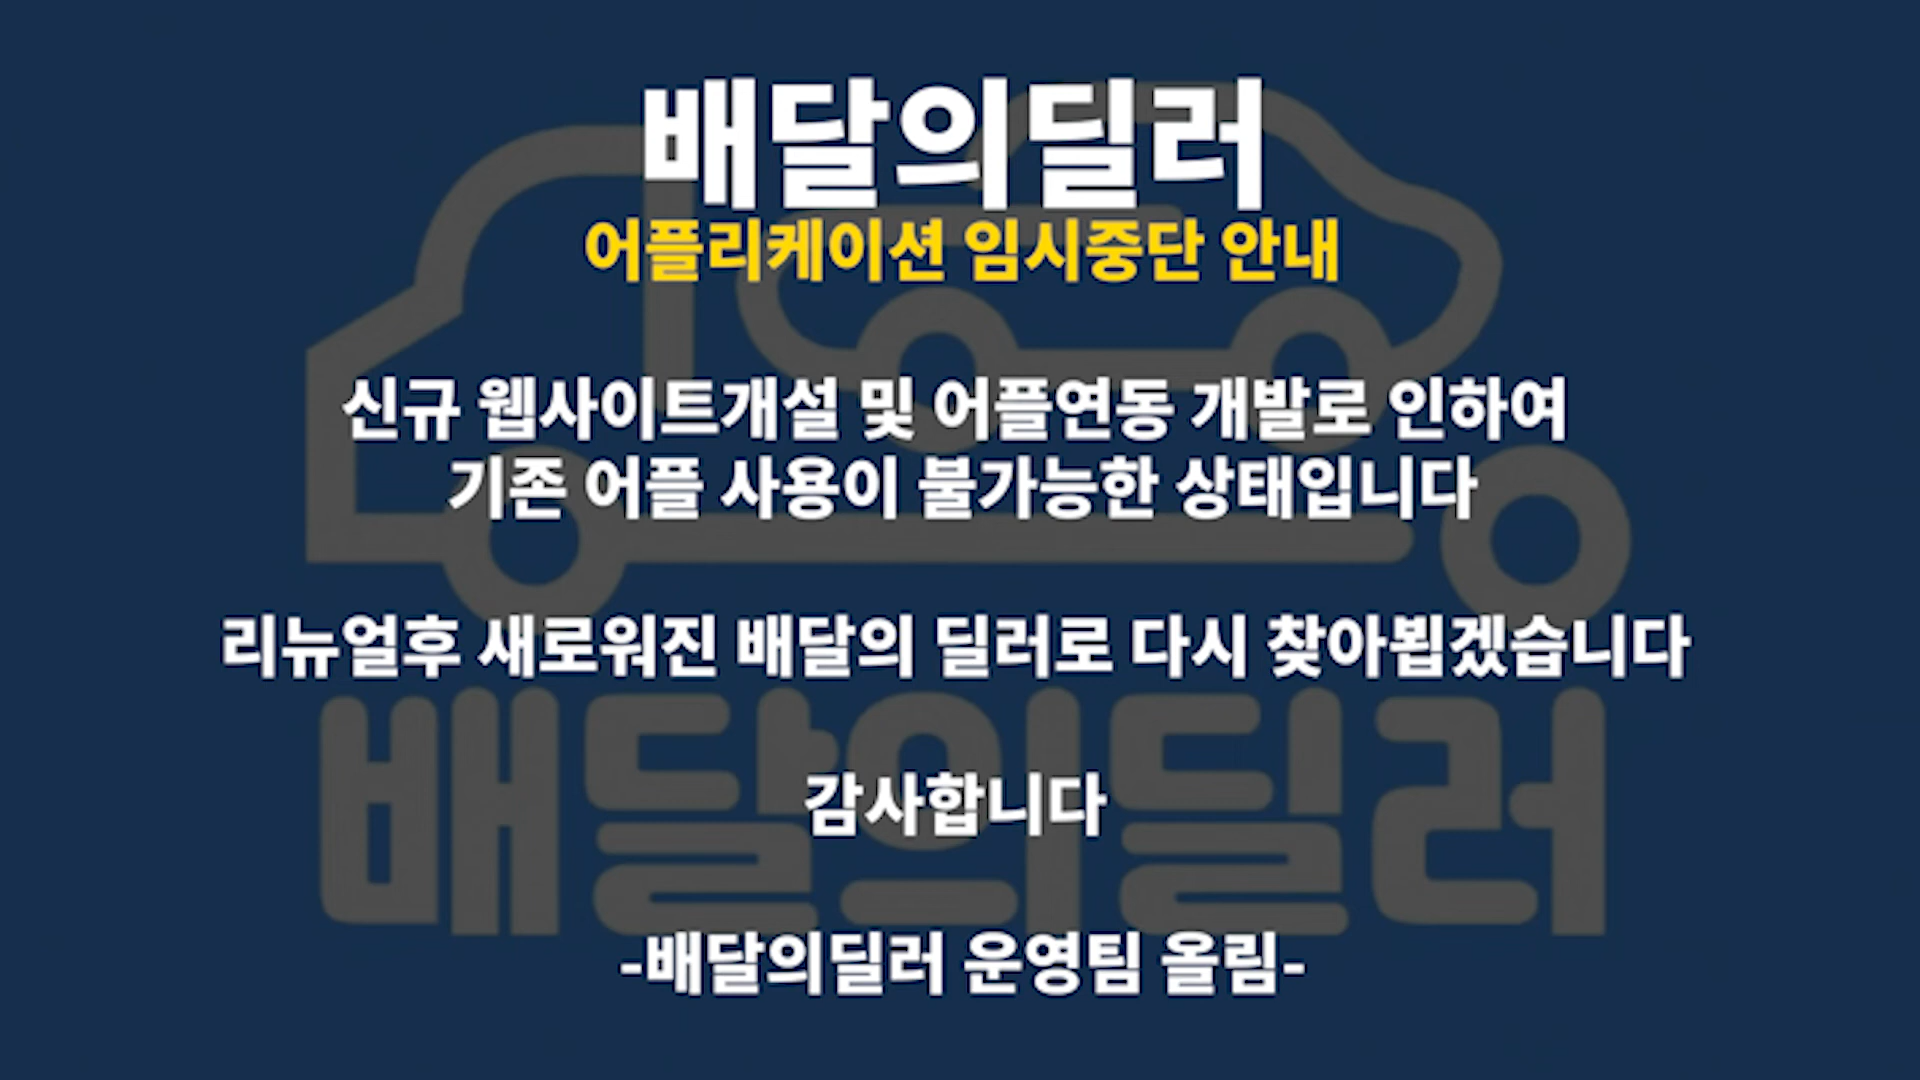 배달의딜러
어플리케이션 임시중단 안내
신규 웹사이트개설 및 어플연동 개발로 인하여
기존 어플 사용이 불가능한 상태입니다
리뉴얼후 새로워진 배달의 딜러로 다시 찾아뵙겠습니다
배달의딜러
감사합니다
-배달의딜러 운영팀 올림-